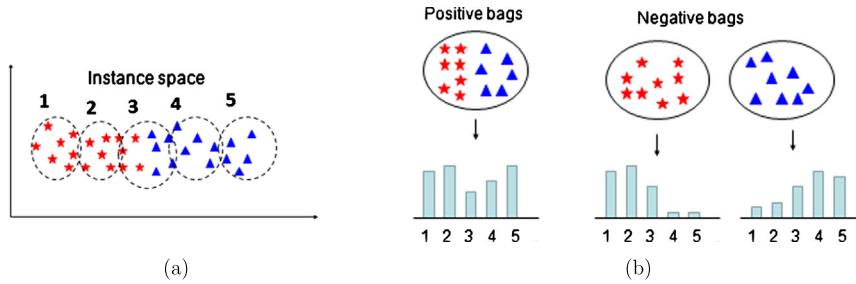 Instance space
1 2 3 4 5
(a)
Positive bags
Negative bags
1 2 3 4 5
1 2 3 4 5
1 2 3 4 5
(b)